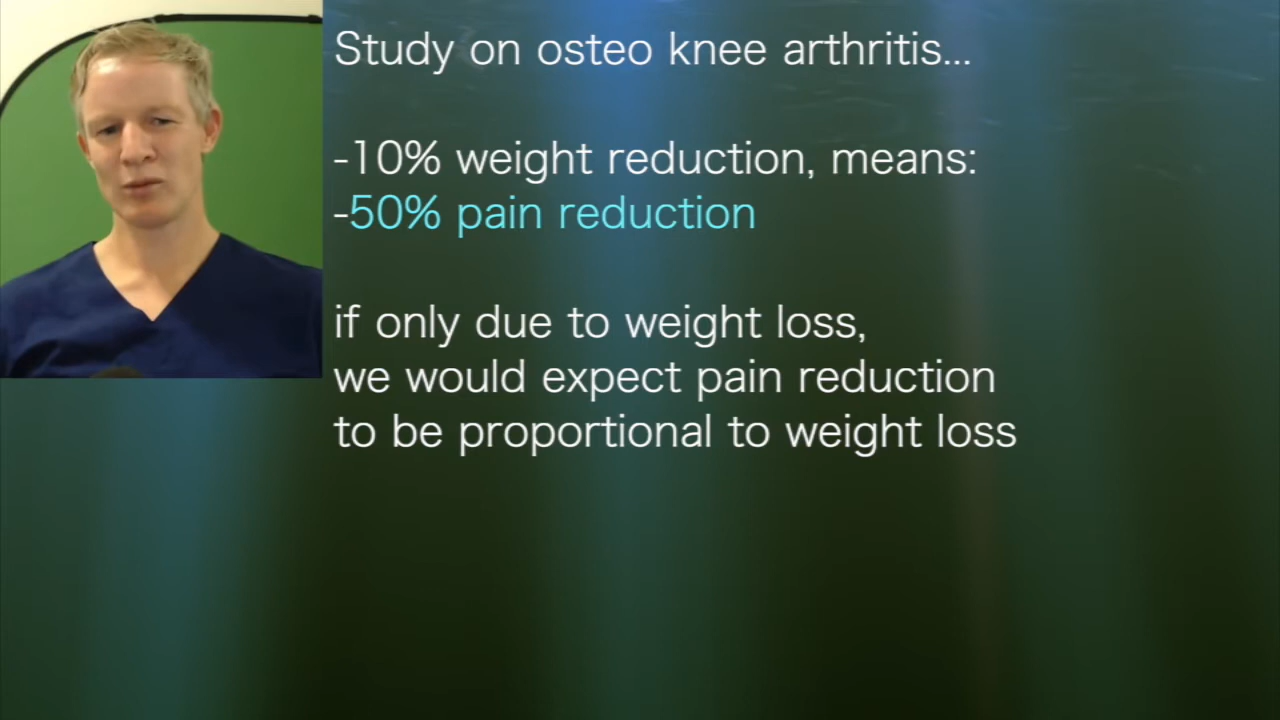 Study on osteo knee arthritis...
-10% weight reduction, means:
-50% pain reduction
if only due to weight loss,
we would expect pain reduction
to be proportional to weight loss